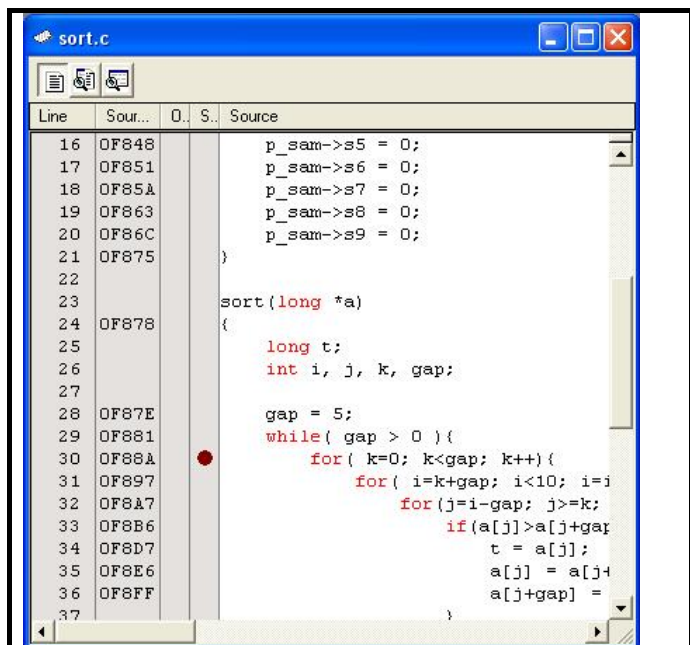 sort.c
Line Sour... O.. S.. Source
16 0F848 p_sam->s5 = 0;
17 0F851 p_sam->s6 = 0;
18 0F85A p_sam->s7 = 0;
19 0F863 p_sam->s8 = 0;
20 0F86C p_sam->s9 = 0;
21 0F875 }
22
23 sort(long *a)
24 0F878 {
25 long t;
26 int i, j, k, gap;
27
28 0F87E gap = 5;
29 0F881 while( gap > 0 ){
30 0F88A for( k=0; k<gap; k++){
31 0F897 for( i=k+gap; i<10; i=i
32 0F8A7 for(j=i-gap; j>=k;
33 0F8B6 if(a[j]>a[j+gap
34 0F8D7 t = a[j];
35 0F8E6 a[j] = a[j+
36 0F8FF a[j+gap] =
37 }